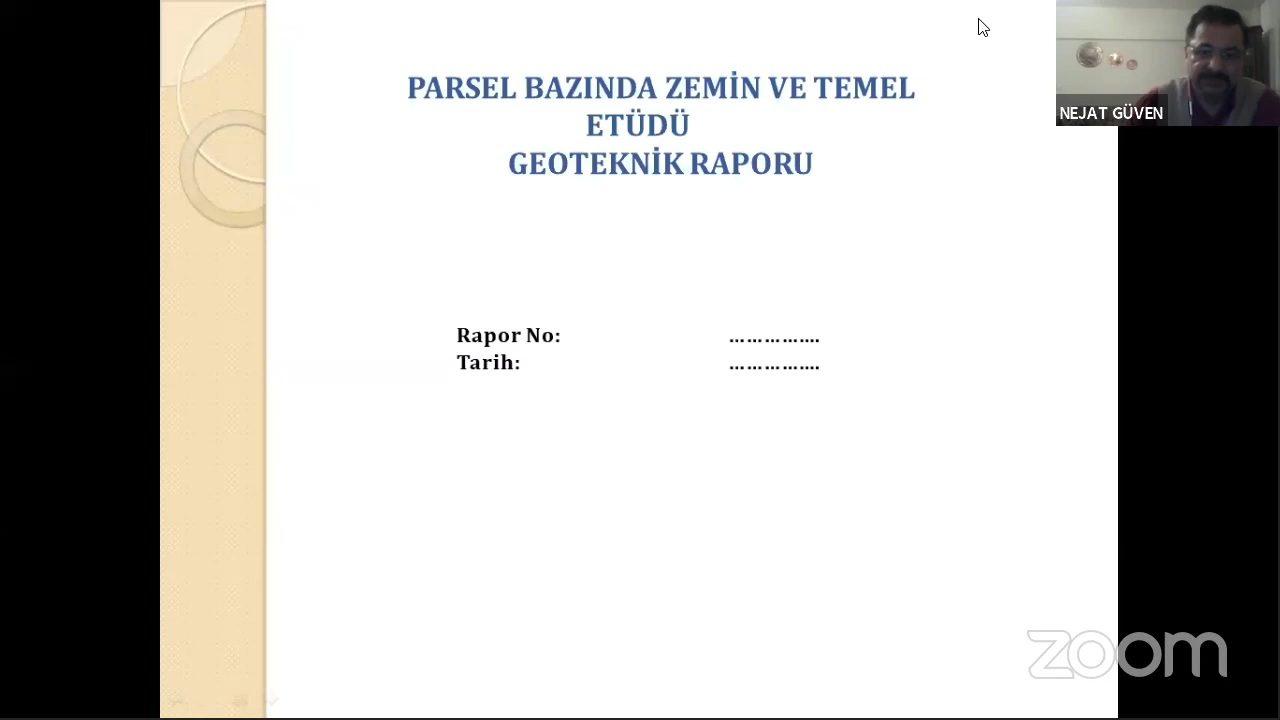 PARSEL BAZINDA ZEMİN VE TEMEL
ETÜDÜ
GEOTEKNİK RAPORU
NEJAT GÜVEN
Rapor No: ................
Tarih: ................
zoom